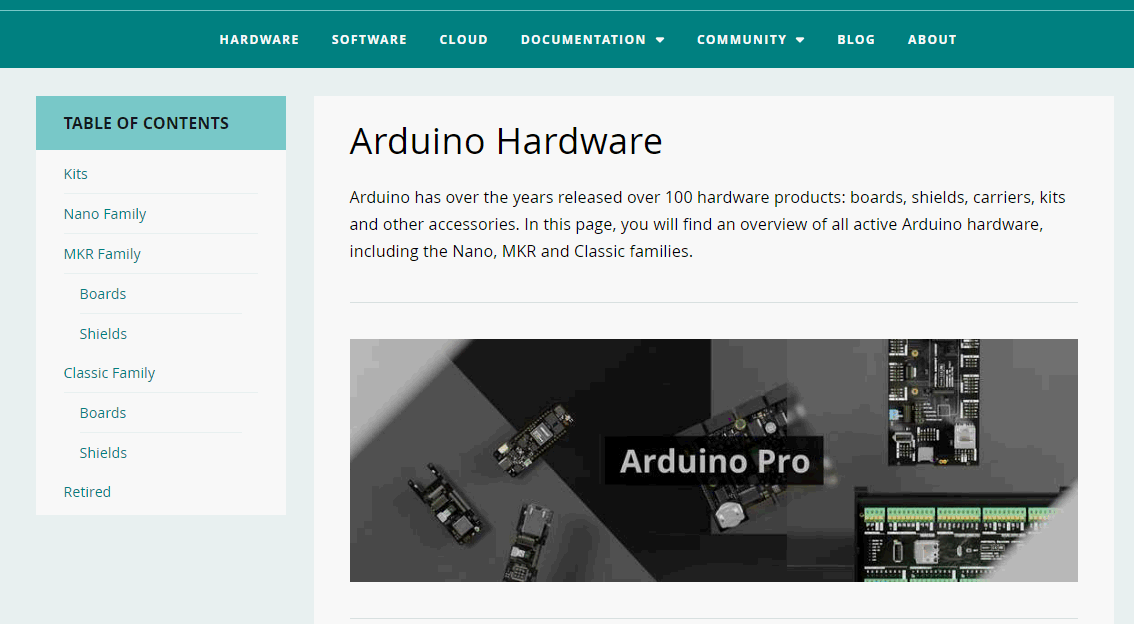 HARDWARE SOFTWARE CLOUD DOCUMENTATION COMMUNITY BLOG ABOUT
TABLE OF CONTENTS
Kits
Nano Family
MKR Family
Boards
Shields
Classic Family
Boards
Shields
Retired
Arduino Hardware
Arduino has over the years released over 100 hardware products: boards, shields, carriers, kits
and other accessories. In this page, you will find an overview of all active Arduino hardware,
including the Nano, MKR and Classic families.
Arduino Pro